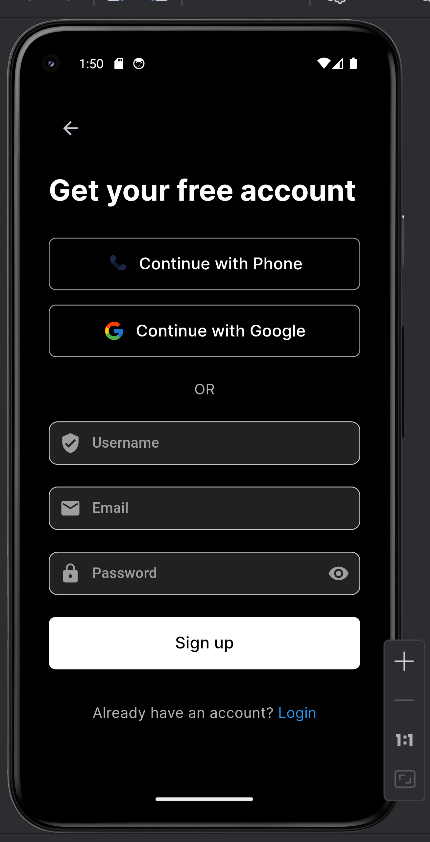 1:50
Get your free account
Continue with Phone
Continue with Google
OR
Username
Email
Password
Sign up
Already have an account? Login
1:1